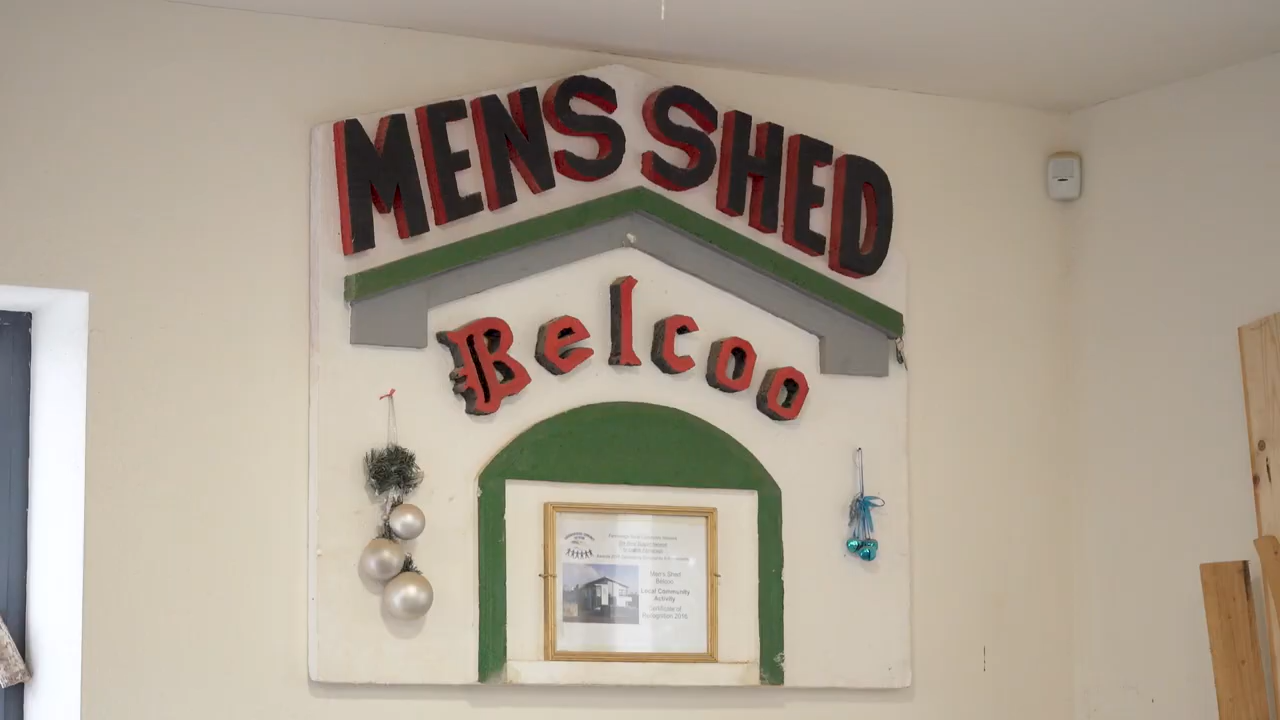 MENS SHED
Belcoo
Men's Shed
Belcoo
Local Community
Activity
Certificate of
Recognition 2016